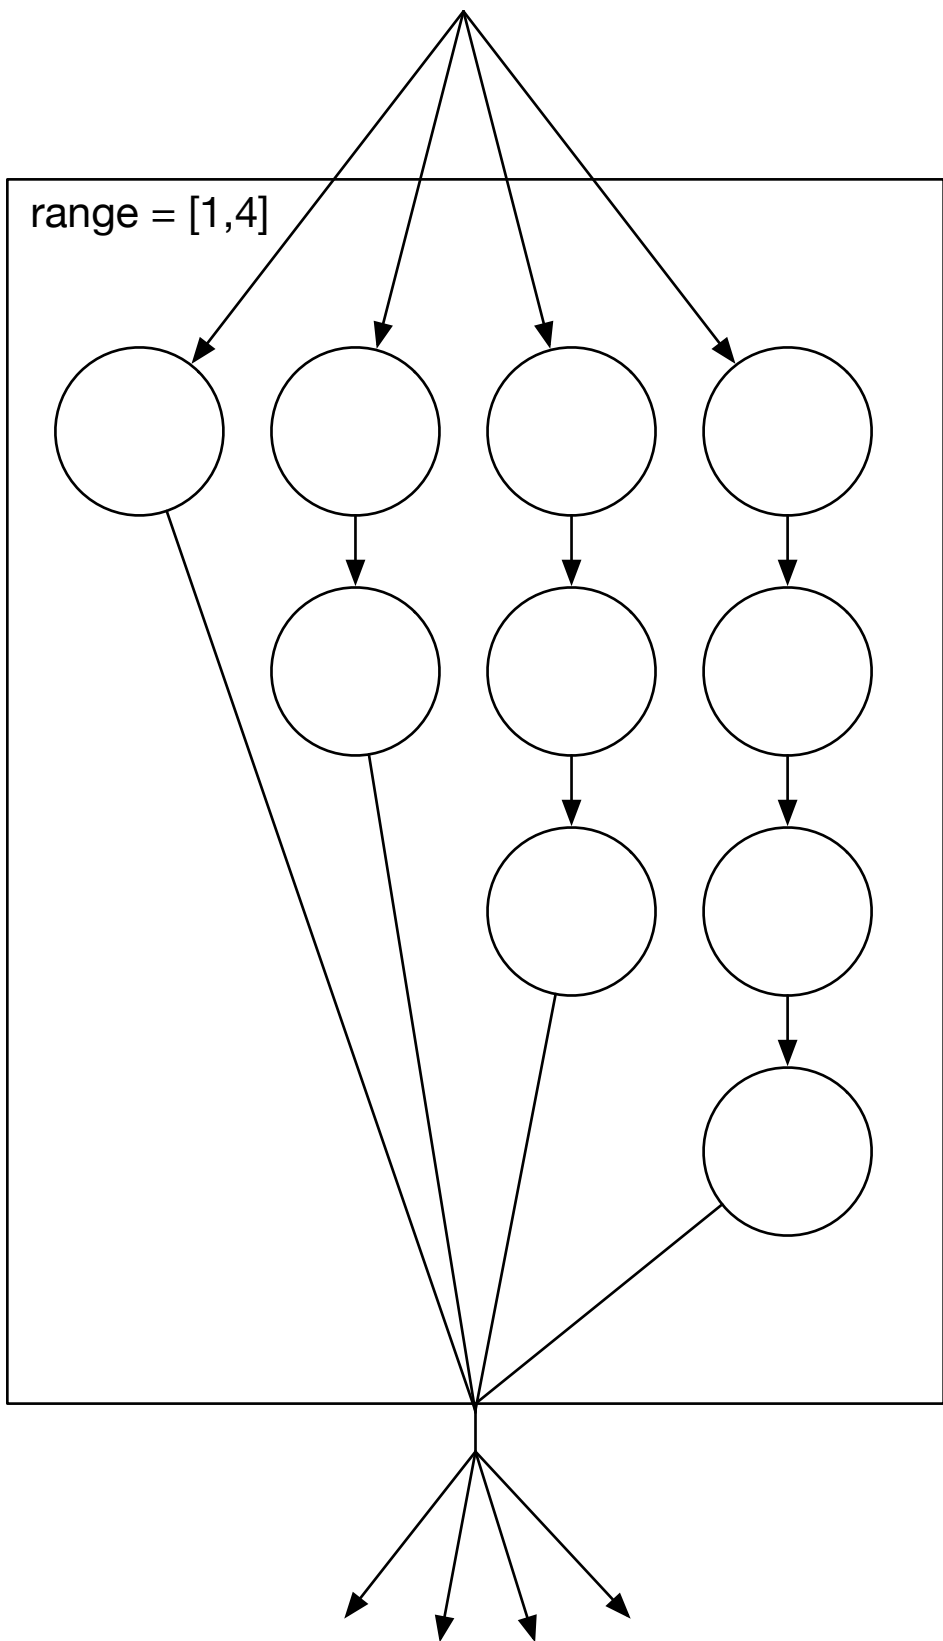 range = [1,4]